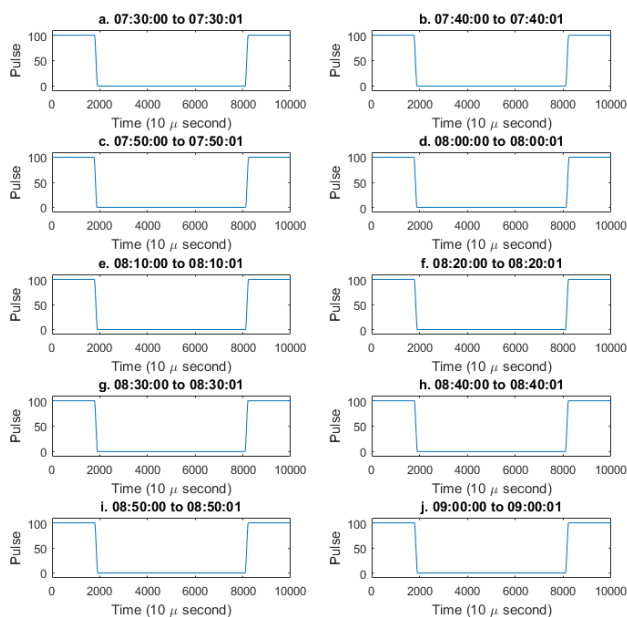 a. 07:30:00 to 07:30:01
Pulse
100
50
0
0 2000 4000 6000 8000 10000
Time (10 μ second)
b. 07:40:00 to 07:40:01
Pulse
100
50
0
0 2000 4000 6000 8000 10000
Time (10 μ second)
c. 07:50:00 to 07:50:01
Pulse
100
50
0
0 2000 4000 6000 8000 10000
Time (10 μ second)
d. 08:00:00 to 08:00:01
Pulse
100
50
0
0 2000 4000 6000 8000 10000
Time (10 μ second)
e. 08:10:00 to 08:10:01
Pulse
100
50
0
0 2000 4000 6000 8000 10000
Time (10 μ second)
f. 08:20:00 to 08:20:01
Pulse
100
50
0
0 2000 4000 6000 8000 10000
Time (10 μ second)
g. 08:30:00 to 08:30:01
Pulse
100
50
0
0 2000 4000 6000 8000 10000
Time (10 μ second)
h. 08:40:00 to 08:40:01
Pulse
100
50
0
0 2000 4000 6000 8000 10000
Time (10 μ second)
i. 08:50:00 to 08:50:01
Pulse
100
50
0
0 2000 4000 6000 8000 10000
Time (10 μ second)
j. 09:00:00 to 09:00:01
Pulse
100
50
0
0 2000 4000 6000 8000 10000
Time (10 μ second)